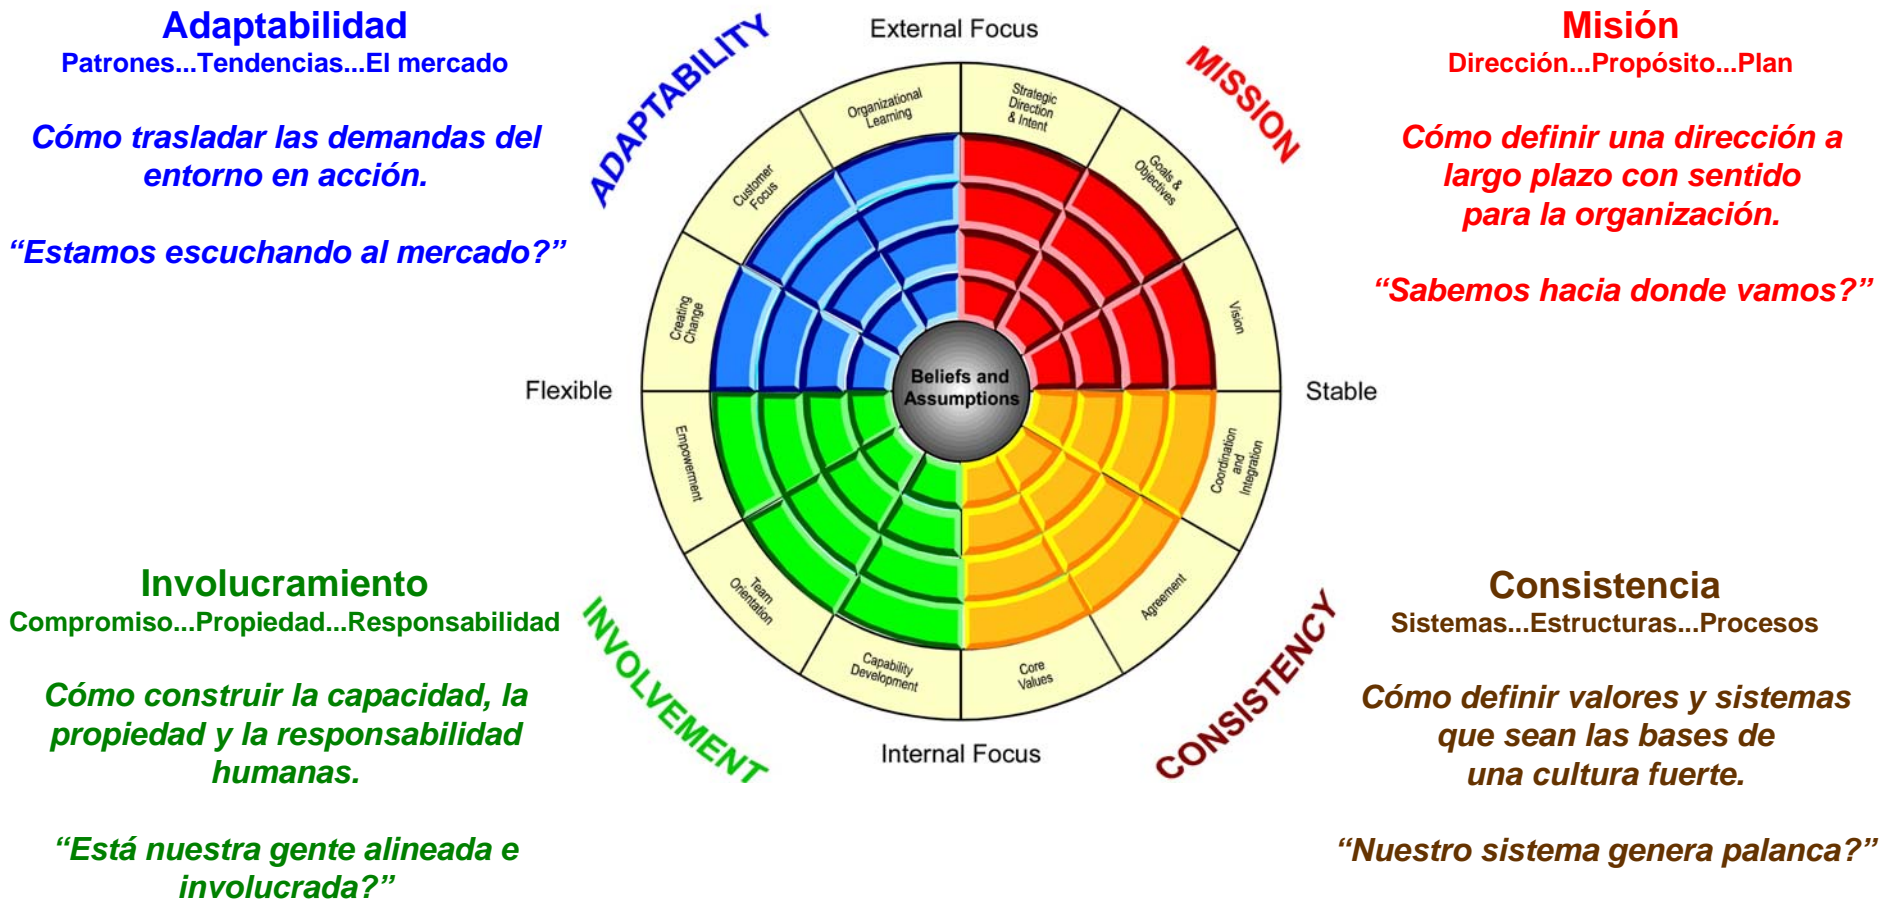 Adaptabilidad
Patrones...Tendencias...El mercado
Cómo trasladar las demandas del
entorno en acción.
“Estamos escuchando al mercado?”
Misión
Dirección...Propósito...Plan
Cómo definir una dirección a
largo plazo con sentido
para la organización.
“Sabemos hacia donde vamos?”
External Focus
ADAPTABILITY
MISSION
Organizational
Learning
Strategic
Direction
& Intent
Customer
Focus
Goals &
Objectives
Creating
Change
Vision
Flexible
Beliefs and
Assumptions
Stable
Empowerment
Coordination
and
Integration
Team
Orientation
Agreement
Capability
Development
Core
Values
INVOLVEMENT
CONSISTENCY
Internal Focus
Involucramiento
Compromiso...Propiedad...Responsabilidad
Cómo construir la capacidad, la
propiedad y la responsabilidad
humanas.
“Está nuestra gente alineada e
involucrada?”
Consistencia
Sistemas...Estructuras...Procesos
Cómo definir valores y sistemas
que sean las bases de
una cultura fuerte.
“Nuestro sistema genera palanca?”